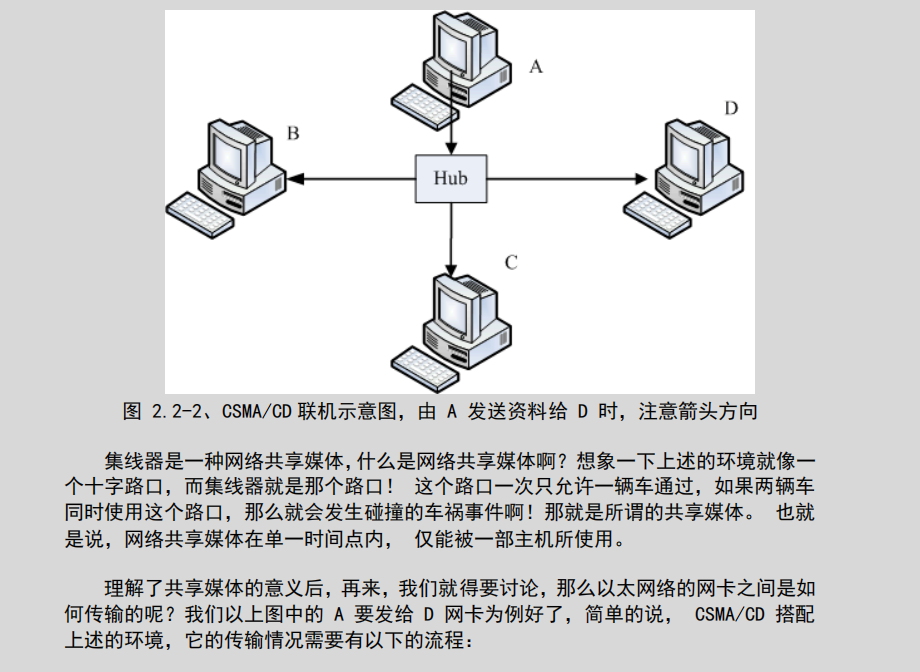 A
B
D
Hub
C
图 2.2-2、CSMA/CD 联机示意图，由 A 发送资料给 D 时，注意箭头方向
集线器是一种网络共享媒体，什么是网络共享媒体啊？想象一下上述的环境就像一
个十字路口，而集线器就是那个路口！ 这个路口一次只允许一辆车通过，如果两辆车
同时使用这个路口，那么就会发生碰撞的车祸事件啊！那就是所谓的共享媒体。 也就
是说，网络共享媒体在单一时间点内， 仅能被一部主机所使用。
理解了共享媒体的意义后，再来，我们就得要讨论，那么以太网络的网卡之间是如
何传输的呢？我们以上图中的 A 要发给 D 网卡为例好了，简单的说， CSMA/CD 搭配
上述的环境，它的传输情况需要有以下的流程：